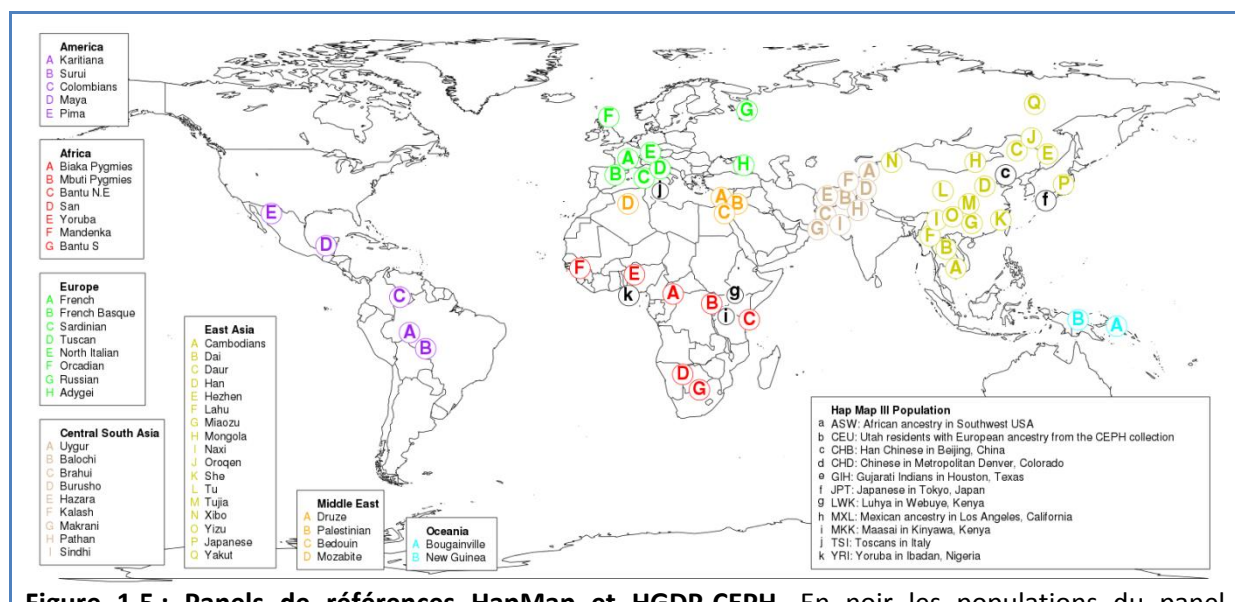 America
A Karitiana
B Surui
C Colombians
D Maya
E Pima
Africa
A Biaka Pygmies
B Mbuti Pygmies
C Bantu N.E
D San
E Yoruba
F Mandenka
G Bantu S
Europe
A French
B French Basque
C Sardinian
D Tuscan
E North Italian
F Orcadian
G Russian
H Adygei
Central South Asia
A Uygur
B Balochi
C Brahui
D Burusho
E Hazara
F Kalash
G Makrani
H Pathan
I Sindhi
East Asia
A Cambodians
B Dai
C Daur
D Han
E Hezhen
F Lahu
G Miaozu
H Mongola
I Naxi
J Oroqen
K She
L Tu
M Tujia
N Xibo
O Yizu
P Japanese
Q Yakut
Middle East
A Druze
B Palestinian
C Bedouin
D Mozabite
Oceania
A Bougainville
B New Guinea
Hap Map III Population
a ASW: African ancestry in Southwest USA
b CEU: Utah residents with European ancestry from the CEPH collection
c CHB: Han Chinese in Beijing, China
d CHD: Chinese in Metropolitan Denver, Colorado
e GIH: Gujarati Indians in Houston, Texas
f JPT: Japanese in Tokyo, Japan
g LWK: Luhya in Webuye, Kenya
h MXL: Mexican ancestry in Los Angeles, California
i MKK: Maasai in Kinyawa, Kenya
j TSI: Toscans in Italy
k YRI: Yoruba in Ibadan, Nigeria
E
D
C
A
B
F
G
A
E
B
C
D
H
j
D
A
B
C
F
E
k
A
B
g
i
C
D
G
A
F
D
E
B
C
H
G
I
N
Q
J
C
E
H
c
P
f
L
D
M
I
O
G
K
F
B
A
B
A
Figure 1.5 : Panels de références HapMap et HGDP-CEPH. En noir les populations du panel